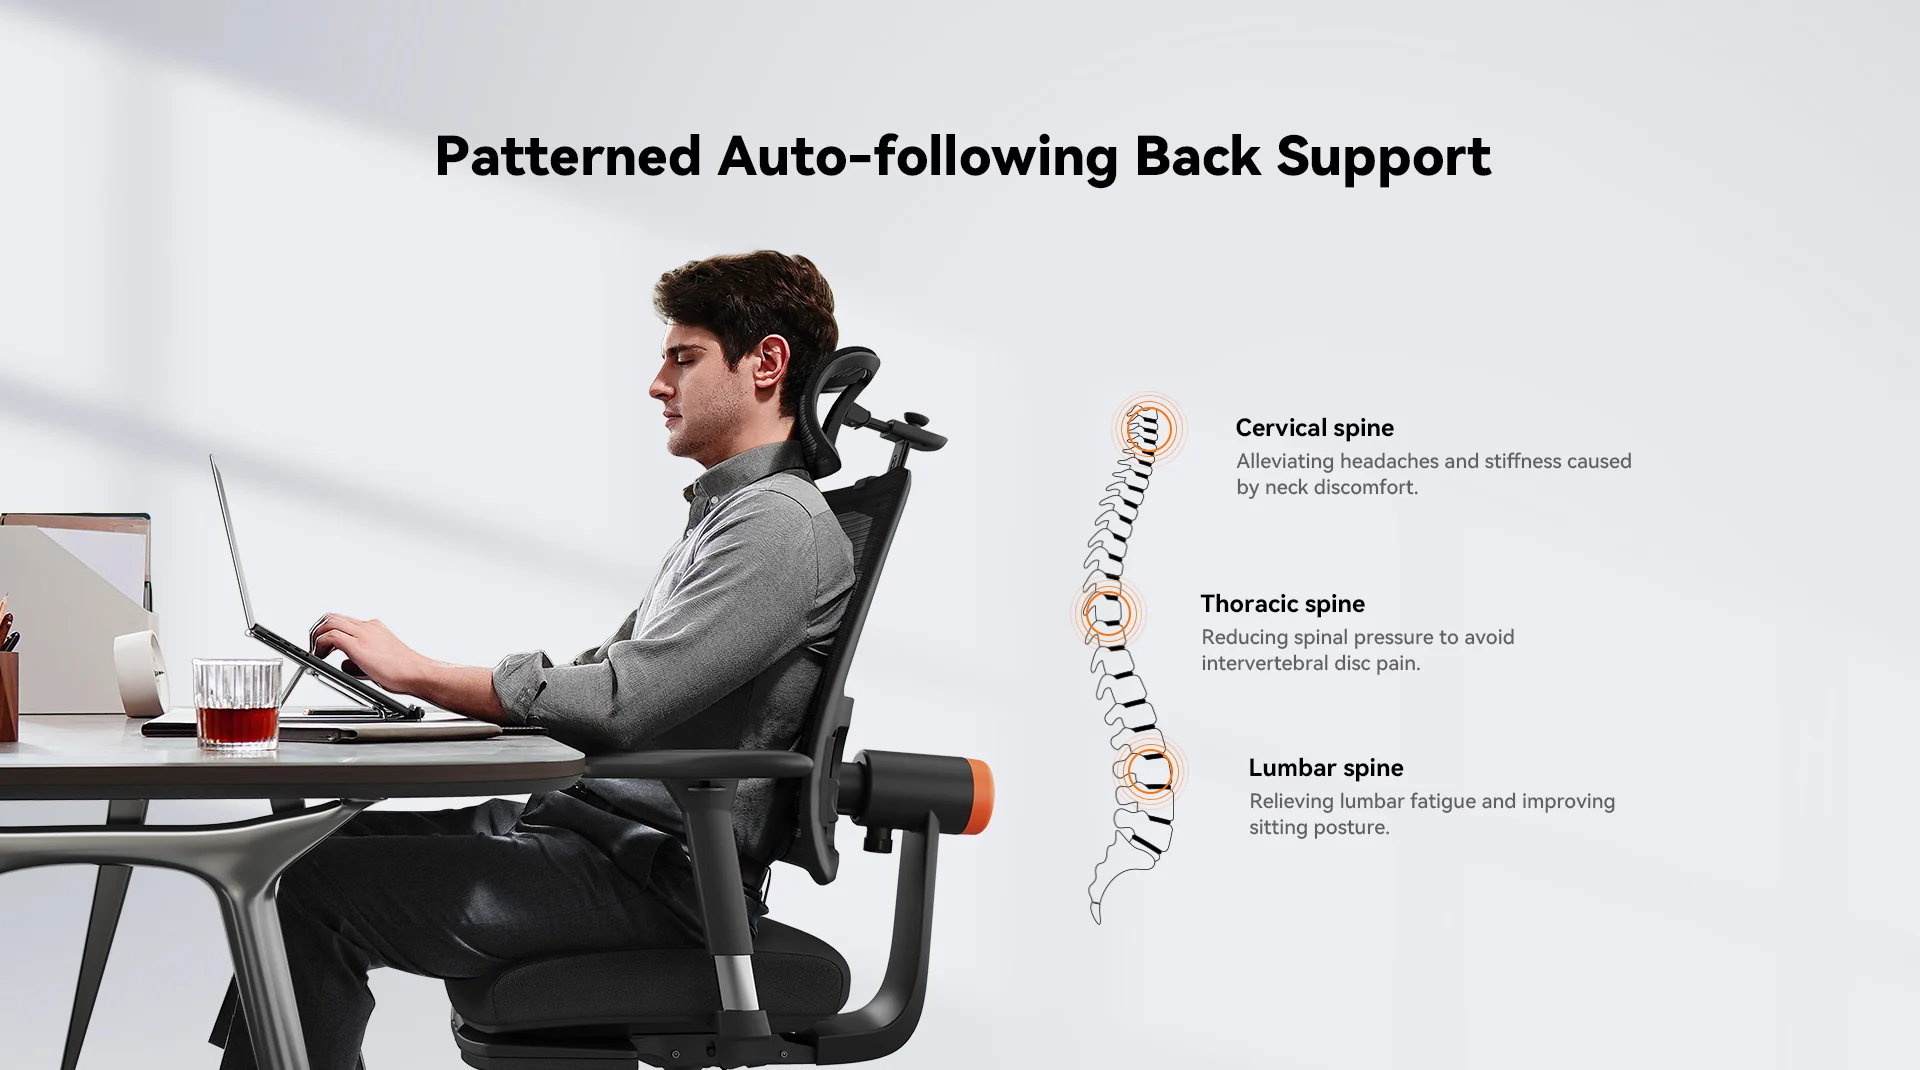 Patterned Auto-following Back Support
Cervical spine
Alleviating headaches and stiffness caused
by neck discomfort.
Thoracic spine
Reducing spinal pressure to avoid
intervertebral disc pain.
Lumbar spine
Relieving lumbar fatigue and improving
sitting posture.